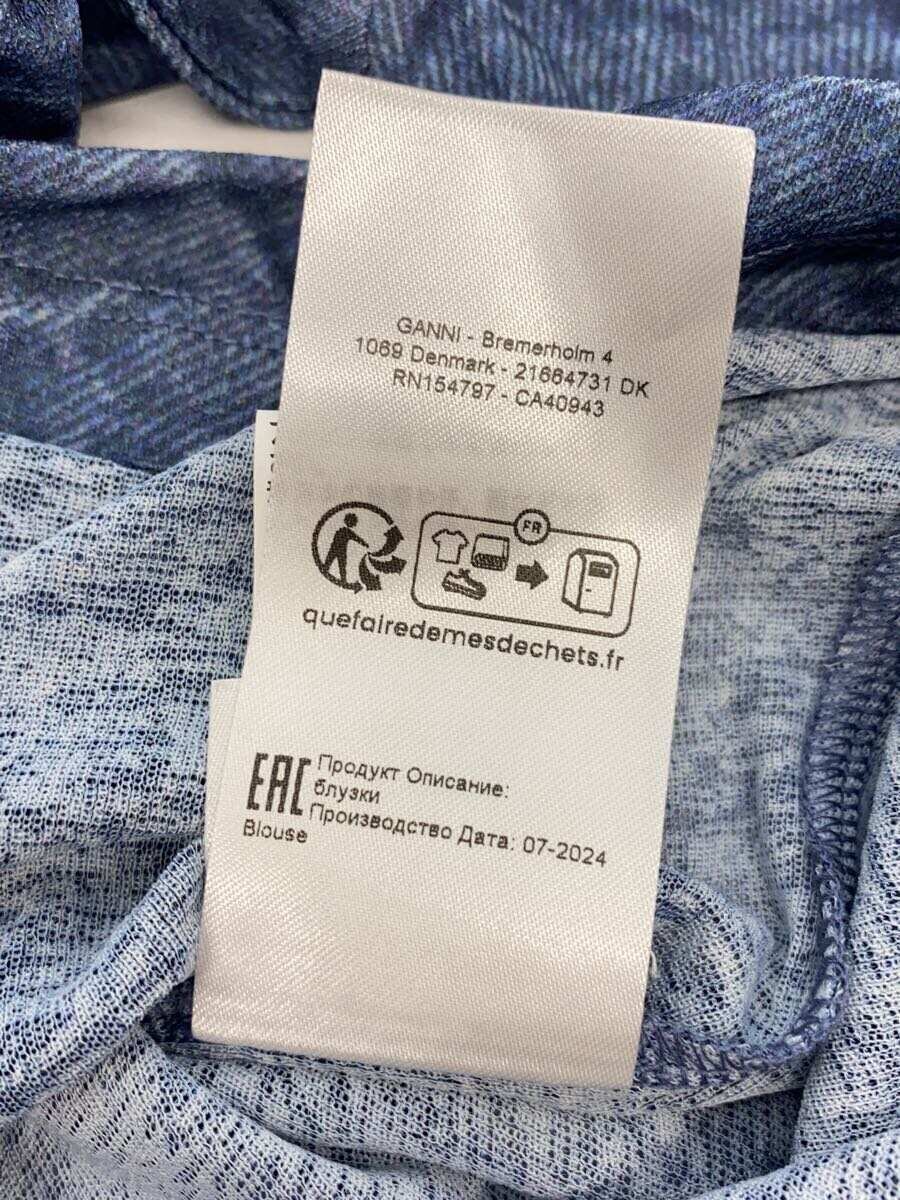 GANNI - Bremerholm 4
1069 Denmark - 21664731 DK
RN154797 - CA40943
FR
quefairedemesdechets.fr
EAC
Продукт Описание:
блузки
Производство Дата: 07-2024
Blouse